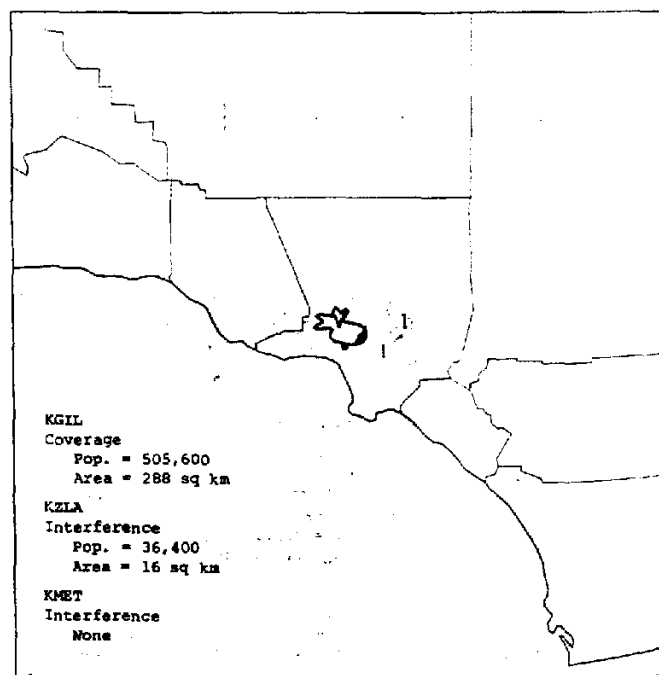 KGIL
Coverage
Pop. = 505,600
Area = 288 sq km
KZLA
Interference
Pop. = 36,400
Area = 16 sq km
KMET
Interference
None